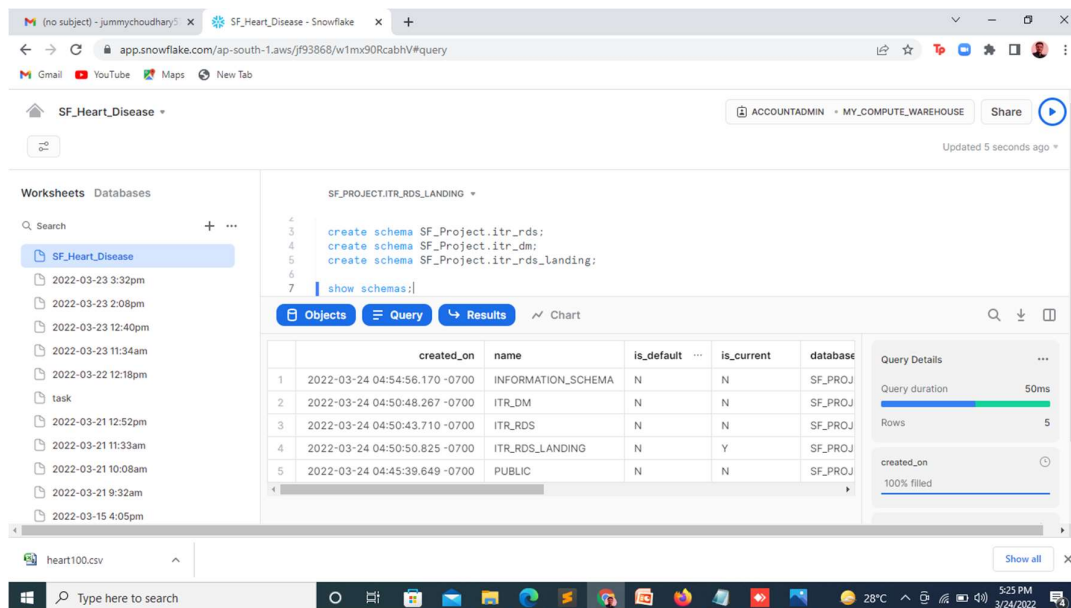 (no subject) - jummychoudhary5
SF_Heart_Disease - Snowflake
app.snowflake.com/ap-south-1.aws/jf93868/w1mx90RcabhV#query
Gmail YouTube Maps New Tab
SF_Heart_Disease
ACCOUNTADMIN • MY_COMPUTE_WAREHOUSE Share
Updated 5 seconds ago
Worksheets Databases
Search
SF_Heart_Disease
2022-03-23 3:32pm
2022-03-23 2:08pm
2022-03-23 12:40pm
2022-03-23 11:34am
2022-03-22 12:18pm
task
2022-03-21 12:52pm
2022-03-21 11:33am
2022-03-21 10:08am
2022-03-21 9:32am
2022-03-15 4:05pm
SF_PROJECT.ITR_RDS_LANDING
2
3 create schema SF_Project.itr_rds;
4 create schema SF_Project.itr_dm;
5 create schema SF_Project.itr_rds_landing;
6
7 show schemas;
Objects Query Results Chart
created_on name is_default ... is_current database
1 2022-03-24 04:54:56.170 -0700 INFORMATION_SCHEMA N N SF_PROJ
2 2022-03-24 04:50:48.267 -0700 ITR_DM N N SF_PROJ
3 2022-03-24 04:50:43.710 -0700 ITR_RDS N N SF_PROJ
4 2022-03-24 04:50:50.825 -0700 ITR_RDS_LANDING N Y SF_PROJ
5 2022-03-24 04:45:39.649 -0700 PUBLIC N N SF_PROJ
Query Details ...
Query duration 50ms
Rows 5
created_on
100% filled
heart100.csv
Show all
Type here to search
28°C
5:25 PM
3/24/2022
4